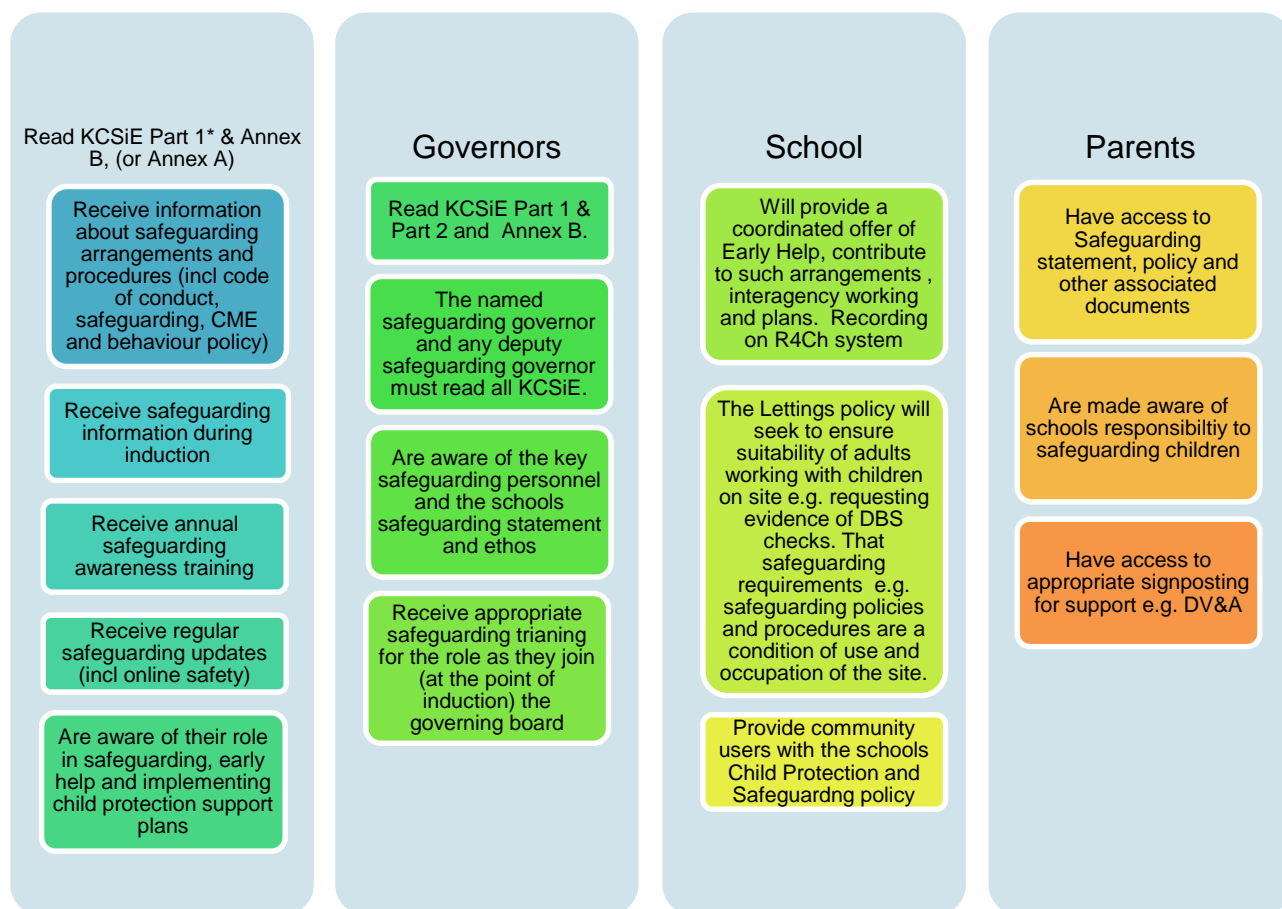 Read KCSiE Part 1* & Annex
B, (or Annex A)
Receive information
about safeguarding
arrangements and
procedures (incl code
of conduct,
safeguarding, CME
and behaviour policy)
Receive safeguarding
information during
induction
Receive annual
safeguarding
awareness training
Receive regular
safeguarding updates
(incl online safety)
Are aware of their role
in safeguarding, early
help and implementing
child protection support
plans
Governors
Read KCSiE Part 1 &
Part 2 and Annex B.
The named
safeguarding governor
and any deputy
safeguarding governor
must read all KCSiE.
Are aware of the key
safeguarding personnel
and the schools
safeguarding statement
and ethos
Receive appropriate
safeguarding trianing
for the role as they join
(at the point of
induction) the
governing board
School
Will provide a
coordinated offer of
Early Help, contribute
to such arrangements ,
interagency working
and plans. Recording
on R4Ch system
The Lettings policy will
seek to ensure
suitability of adults
working with children
on site e.g. requesting
evidence of DBS
checks. That
safeguarding
requirements e.g.
safeguarding policies
and procedures are a
condition of use and
occupation of the site.
Provide community
users with the schools
Child Protection and
Safeguardng policy
Parents
Have access to
Safeguarding
statement, policy and
other associated
documents
Are made aware of
schools responsibiltiy to
safeguarding children
Have access to
appropriate signposting
for support e.g. DV&A